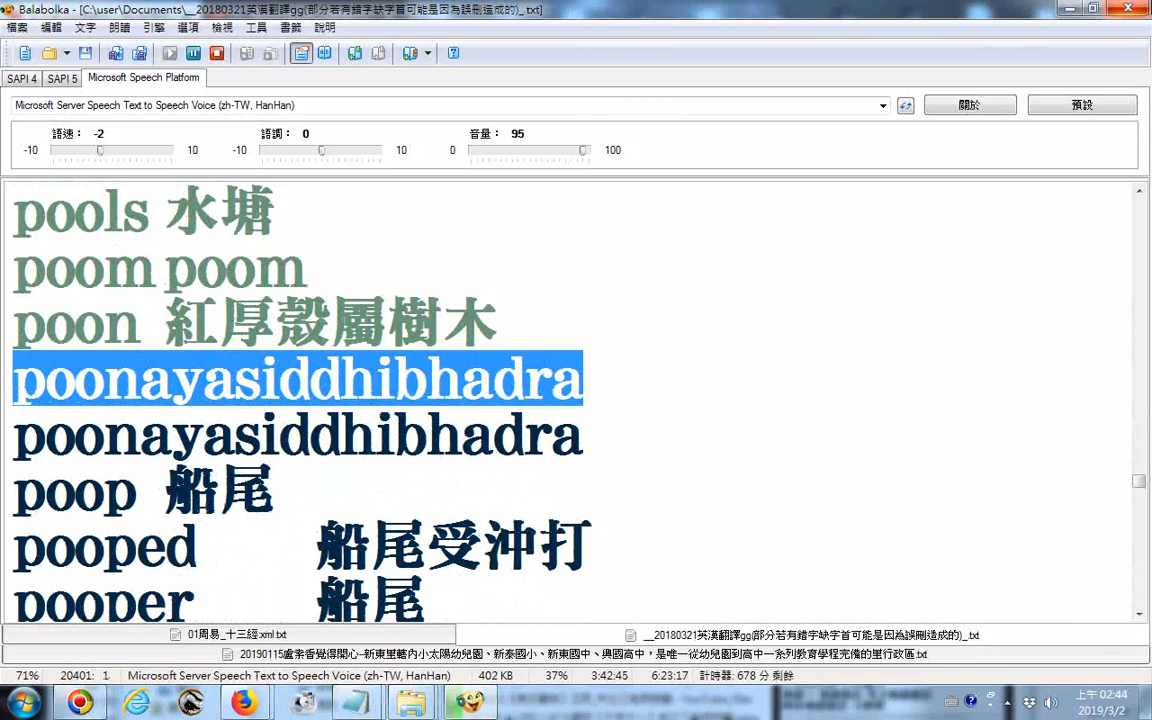 Balabolka - [C:\user\Documents\__20180321英漢翻譯gg(部分若有錯字缺字首可能是因為誤刪造成的)_.txt]
檔案 編輯 文字 朗讀 引擎 選項 檢視 工具 書籤 說明
SAPI 4 SAPI 5 Microsoft Speech Platform
Microsoft Server Speech Text to Speech Voice (zh-TW, HanHan) 關於 預設
語速： -2 語調： 0 音量： 95
-10 10 -10 10 0 100
pools 水塘
poom poom
poon 紅厚殼屬樹木
poonayasiddhibhadra
poonayasiddhibhadra
poop 船尾
pooped 船尾受沖打
pooper 船尾
01周易_十三經.xml.txt __20180321英漢翻譯gg(部分若有錯字缺字首可能是因為誤刪造成的)_.txt
20190115盧素香覺得開心--新東里轄內小太陽幼兒園、新泰國小、新東國中、興國高中，是唯一從幼兒園到高中一系列教育學程完備的里行政區.txt
71% 20401: 1. Microsoft Server Speech Text to Speech Voice (zh-TW, HanHan) 402 KB 37% 3:42:45 6:23:17 計時器: 678 分 剩餘
上午 02:44
2019/3/2